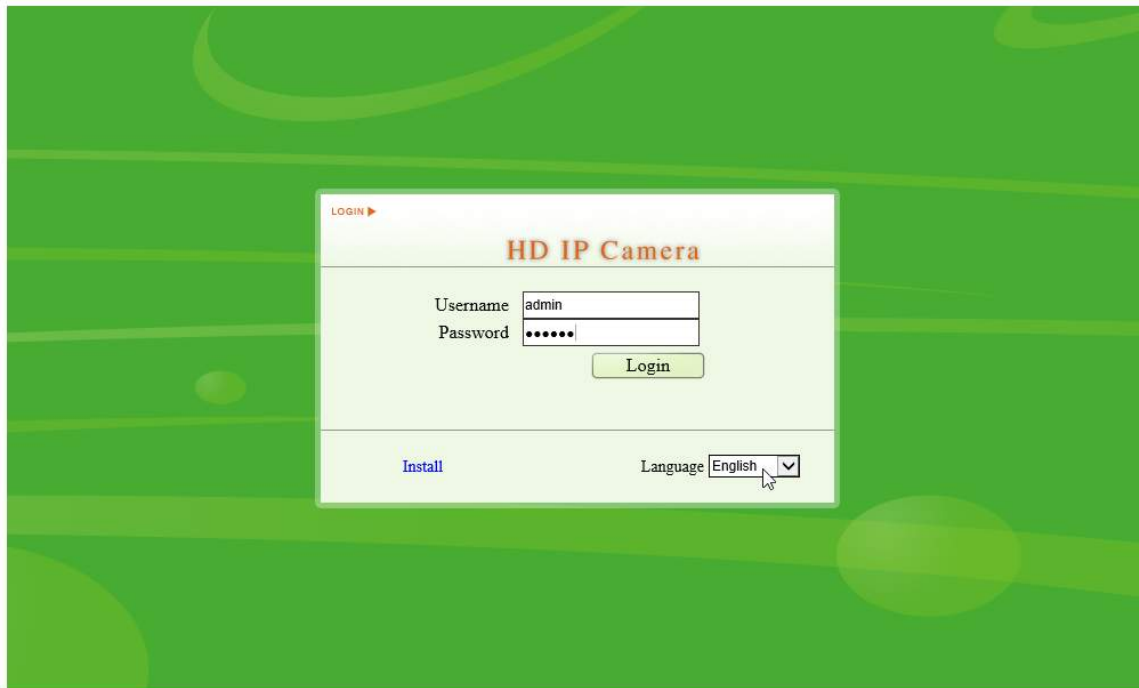 LOGIN
HD IP Camera
Username admin
Password ••••••
Login
Install Language English